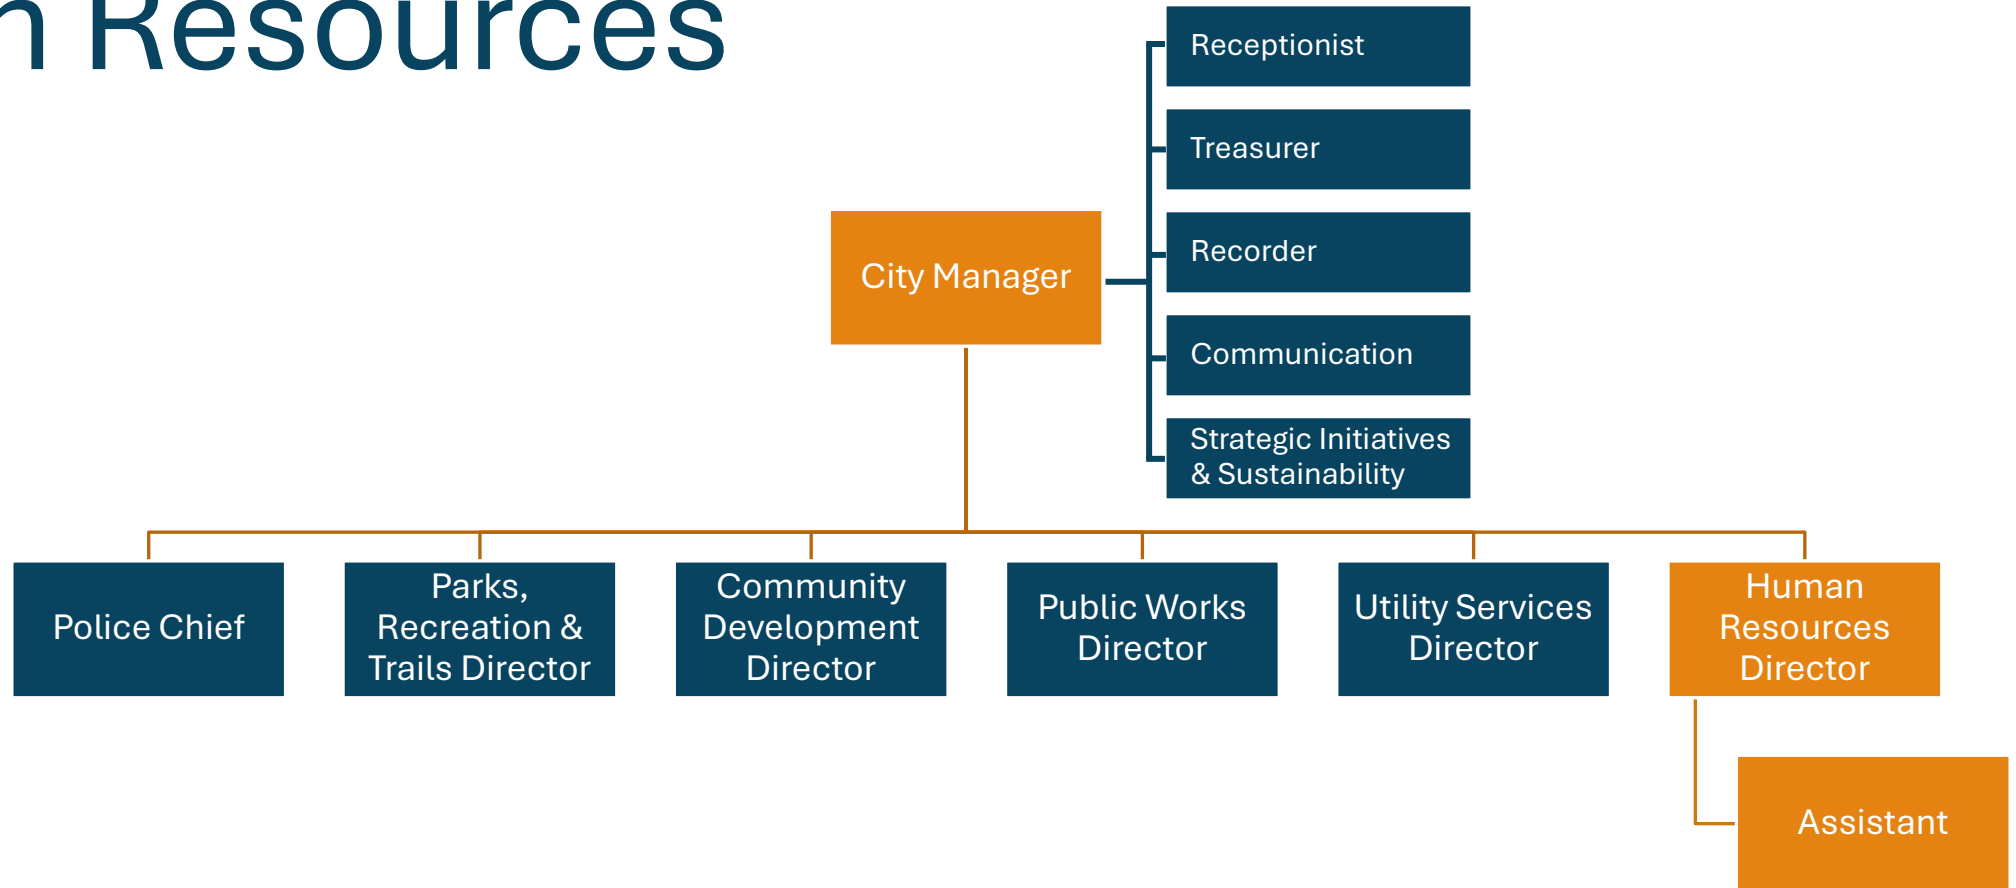 n Resources
Receptionist
Treasurer
Recorder
Communication
Strategic Initiatives
& Sustainability
City Manager
Police Chief
Parks,
Recreation &
Trails Director
Community
Development
Director
Public Works
Director
Utility Services
Director
Human
Resources
Director
Assistant